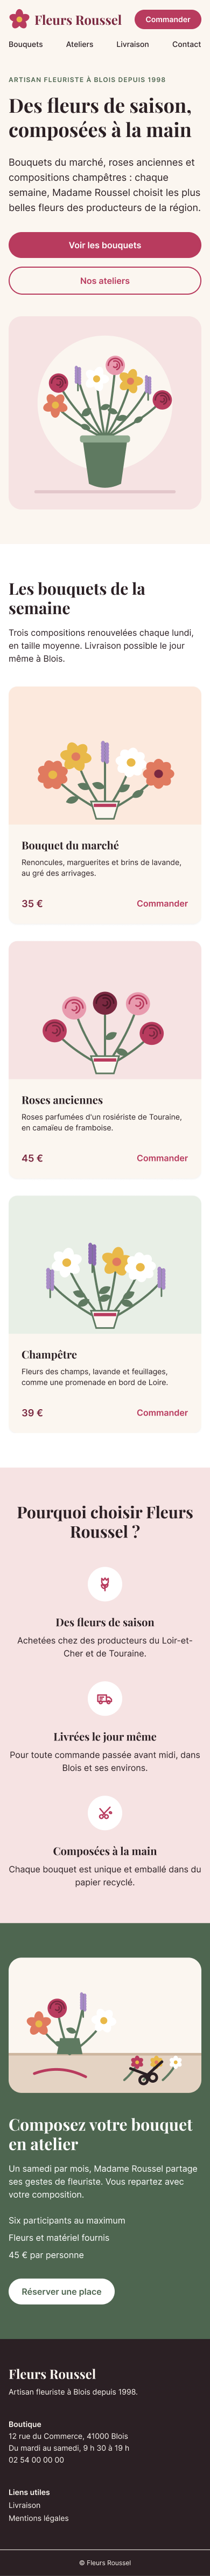 Fleurs Roussel
Commander
Bouquets
Ateliers
Livraison
Contact
ARTISAN FLEURISTE À BLOIS DEPUIS 1998
Des fleurs de saison,
composées à la main
Bouquets du marché, roses anciennes et
compositions champêtres : chaque
semaine, Madame Roussel choisit les plus
belles fleurs des producteurs de la région.
Voir les bouquets
Nos ateliers
Les bouquets de la
semaine
Trois compositions renouvelées chaque lundi,
en taille moyenne. Livraison possible le jour
même à Blois.
Bouquet du marché
Renoncules, marguerites et brins de lavande,
au gré des arrivages.
35 €
Commander
Roses anciennes
Roses parfumées d'un rosiériste de Touraine,
en camaïeu de framboise.
45 €
Commander
Champêtre
Fleurs des champs, lavande et feuillages,
comme une promenade en bord de Loire.
39 €
Commander
Pourquoi choisir Fleurs
Roussel ?
Des fleurs de saison
Achetées chez des producteurs du Loir-et-
Cher et de Touraine.
Livrées le jour même
Pour toute commande passée avant midi, dans
Blois et ses environs.
Composées à la main
Chaque bouquet est unique et emballé dans du
papier recyclé.
Composez votre bouquet
en atelier
Un samedi par mois, Madame Roussel partage
ses gestes de fleuriste. Vous repartez avec
votre composition.
Six participants au maximum
Fleurs et matériel fournis
45 € par personne
Réserver une place
Fleurs Roussel
Artisan fleuriste à Blois depuis 1998.
Boutique
12 rue du Commerce, 41000 Blois
Du mardi au samedi, 9 h 30 à 19 h
02 54 00 00 00
Liens utiles
Livraison
Mentions légales
© Fleurs Roussel